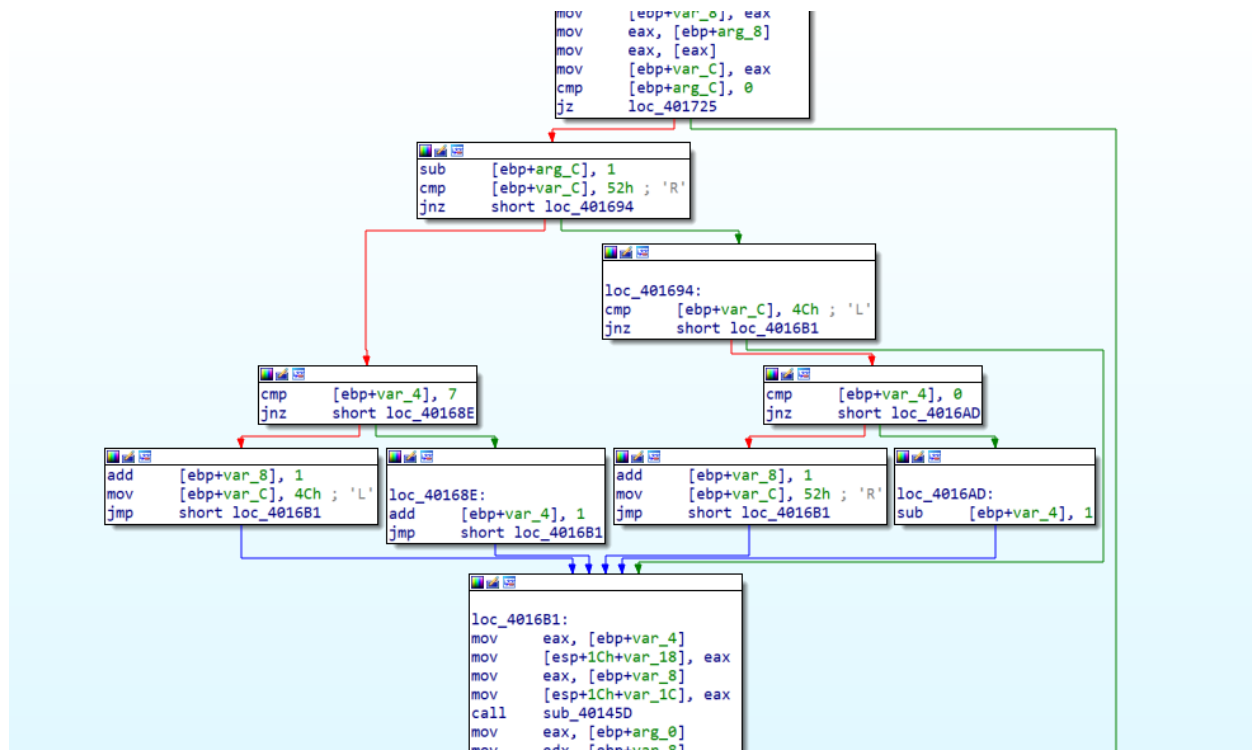 mov [ebp+var_8], eax
mov eax, [ebp+arg_8]
mov eax, [eax]
mov [ebp+var_C], eax
cmp [ebp+arg_C], 0
jz loc_401725
sub [ebp+arg_C], 1
cmp [ebp+var_C], 52h ; 'R'
jnz short loc_401694
loc_401694:
cmp [ebp+var_C], 4Ch ; 'L'
jnz short loc_4016B1
cmp [ebp+var_4], 7
jnz short loc_40168E
cmp [ebp+var_4], 0
jnz short loc_4016AD
add [ebp+var_8], 1
mov [ebp+var_C], 4Ch ; 'L'
jmp short loc_4016B1
loc_40168E:
add [ebp+var_4], 1
jmp short loc_4016B1
add [ebp+var_8], 1
mov [ebp+var_C], 52h ; 'R'
jmp short loc_4016B1
loc_4016AD:
sub [ebp+var_4], 1
loc_4016B1:
mov eax, [ebp+var_4]
mov [esp+1Ch+var_18], eax
mov eax, [ebp+var_8]
mov [esp+1Ch+var_1C], eax
call sub_40145D
mov eax, [ebp+arg_0]
mov edx, [ebp+var_8]